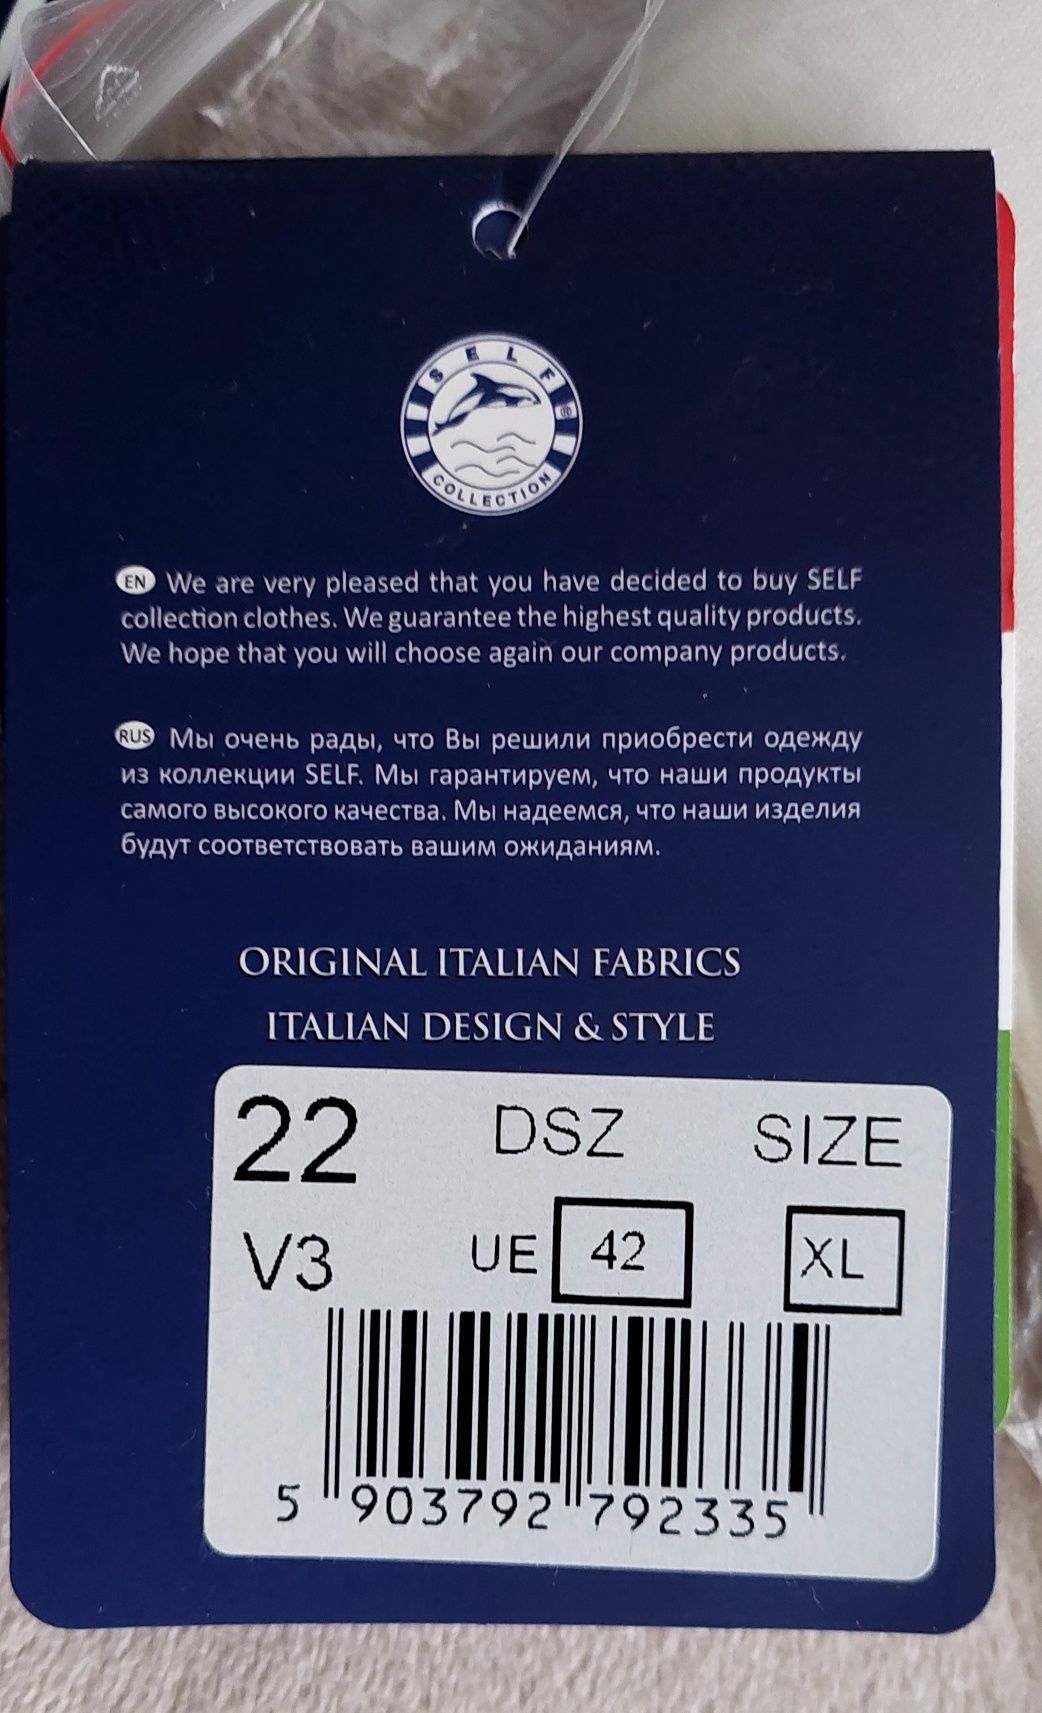 SELF ®
COLLECTION
EN We are very pleased that you have decided to buy SELF
collection clothes. We guarantee the highest quality products.
We hope that you will choose again our company products.
RUS Мы очень рады, что Вы решили приобрести одежду
из коллекции SELF. Мы гарантируем, что наши продукты
самого высокого качества. Мы надеемся, что наши изделия
будут соответствовать вашим ожиданиям.
ORIGINAL ITALIAN FABRICS
ITALIAN DESIGN & STYLE
22 DSZ SIZE
V3 UE 42 XL
5 903792 792335